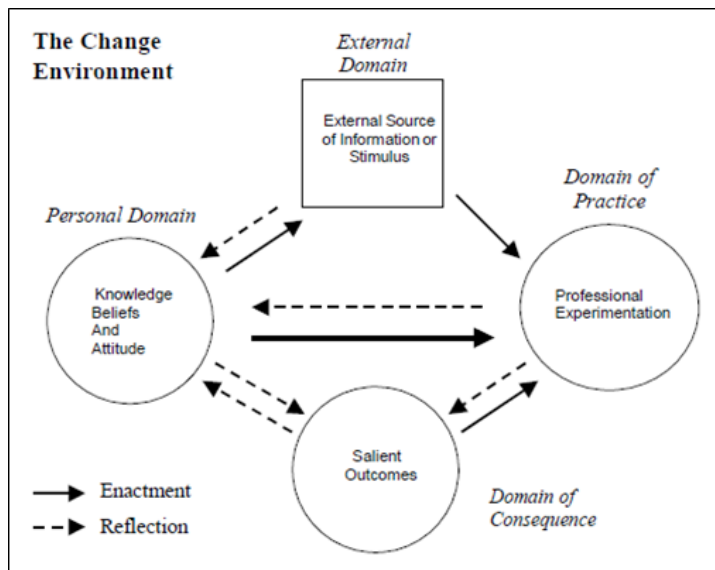 The Change
Environment
External
Domain
External Source
of Information or
Stimulus
Domain of
Practice
Personal Domain
Knowledge
Beliefs
And
Attitude
Professional
Experimentation
Salient
Outcomes
Domain of
Consequence
Enactment
Reflection